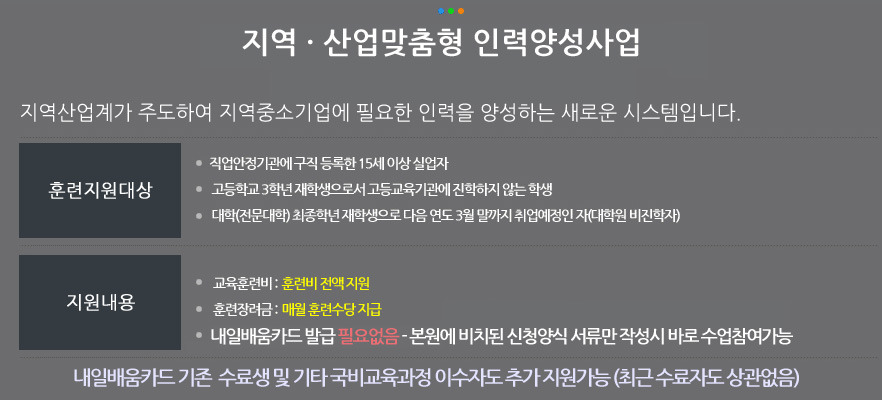 지역 · 산업맞춤형 인력양성사업
지역산업계가 주도하여 지역중소기업에 필요한 인력을 양성하는 새로운 시스템입니다.
훈련지원대상
직업안정기관에 구직 등록한 15세 이상 실업자
고등학교 3학년 재학생으로서 고등교육기관에 진학하지 않는 학생
대학(전문대학) 최종학년 재학생으로 다음 연도 3월 말까지 취업예정인 자(대학원 비진학자)
지원내용
교육훈련비 : 훈련비 전액 지원
훈련장려금 : 매월 훈련수당 지급
내일배움카드 발급 필요없음 - 본원에 비치된 신청양식 서류만 작성시 바로 수업참여가능
내일배움카드 기존 수료생 및 기타 국비교육과정 이수자도 추가 지원가능 (최근 수료자도 상관없음)